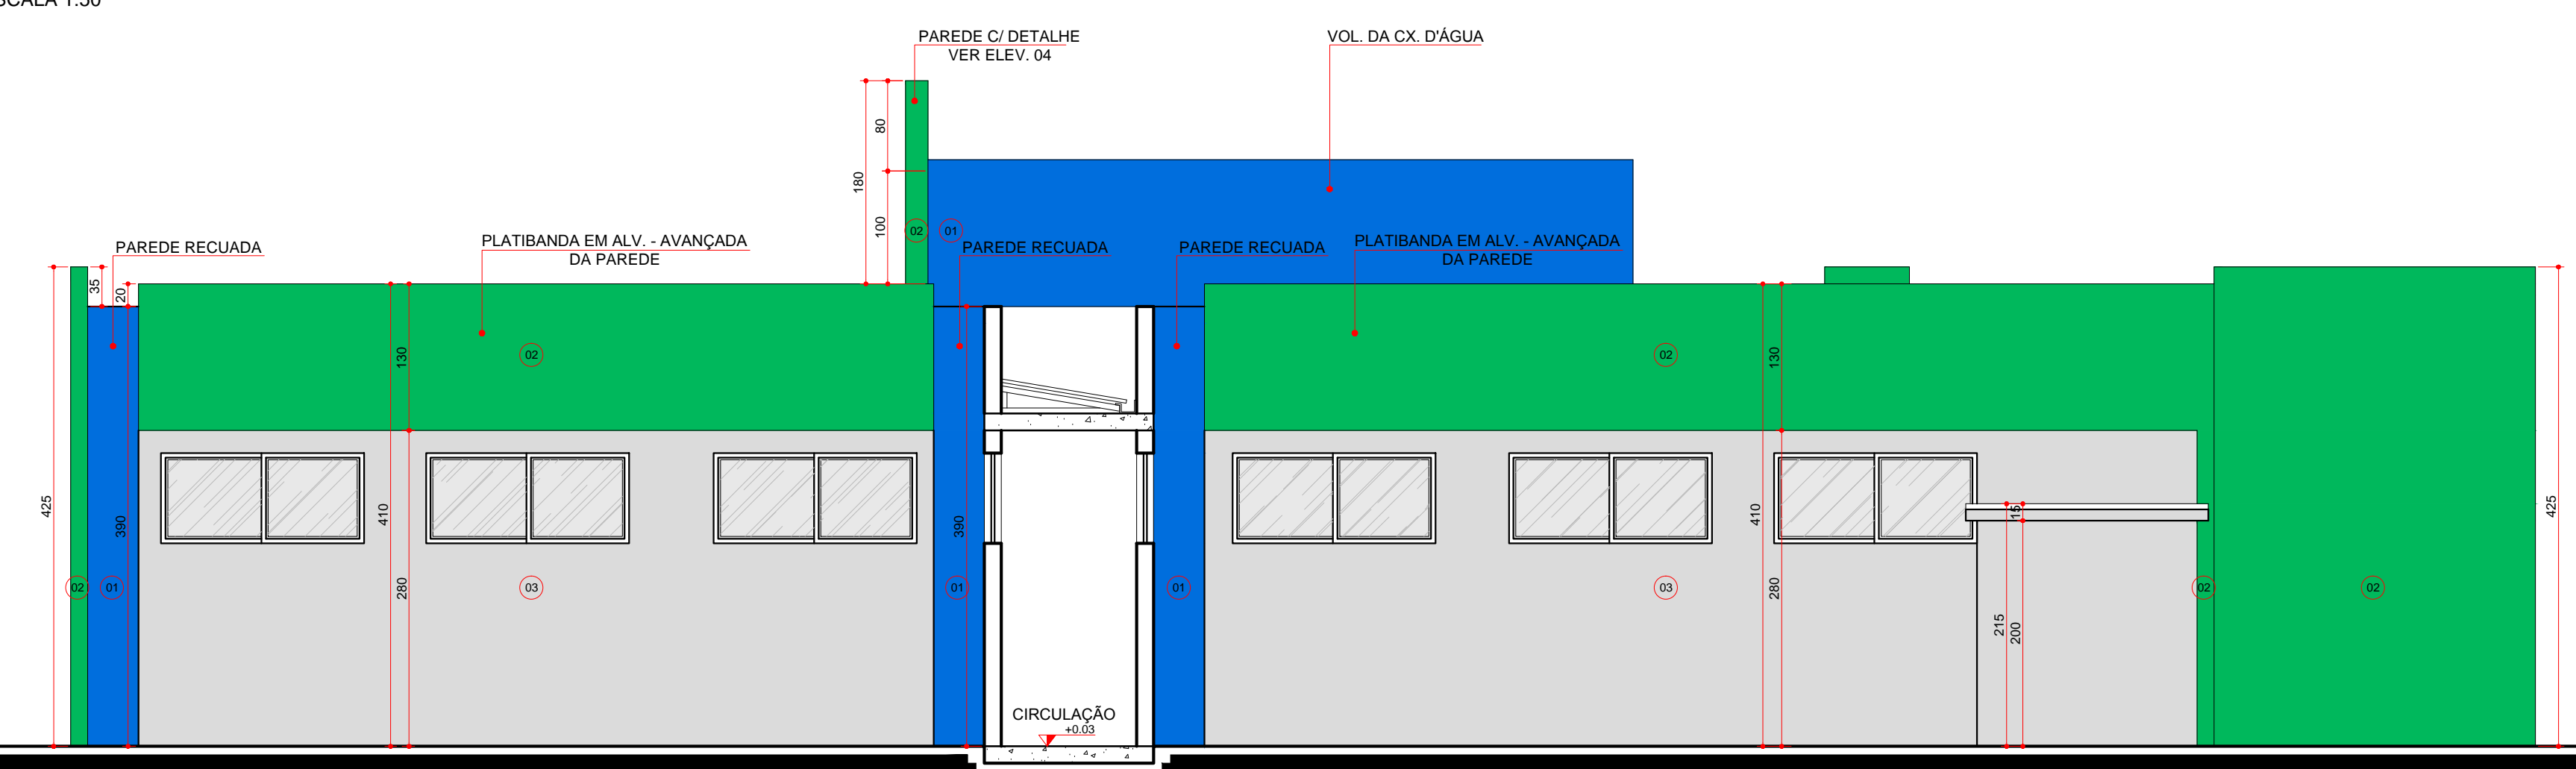 PAREDE C/ DETALHE
VER ELEV. 04
VOL. DA CX. D'ÁGUA
80
180
100
02
01
PAREDE RECUADA
PLATIBANDA EM ALV. - AVANÇADA
DA PAREDE
PAREDE RECUADA
PAREDE RECUADA
PLATIBANDA EM ALV. - AVANÇADA
DA PAREDE
35
20
130
02
130
02
425
390
410
280
390
410
280
15
215
200
425
02
01
03
01
01
03
02
02
CIRCULAÇÃO
+0.03